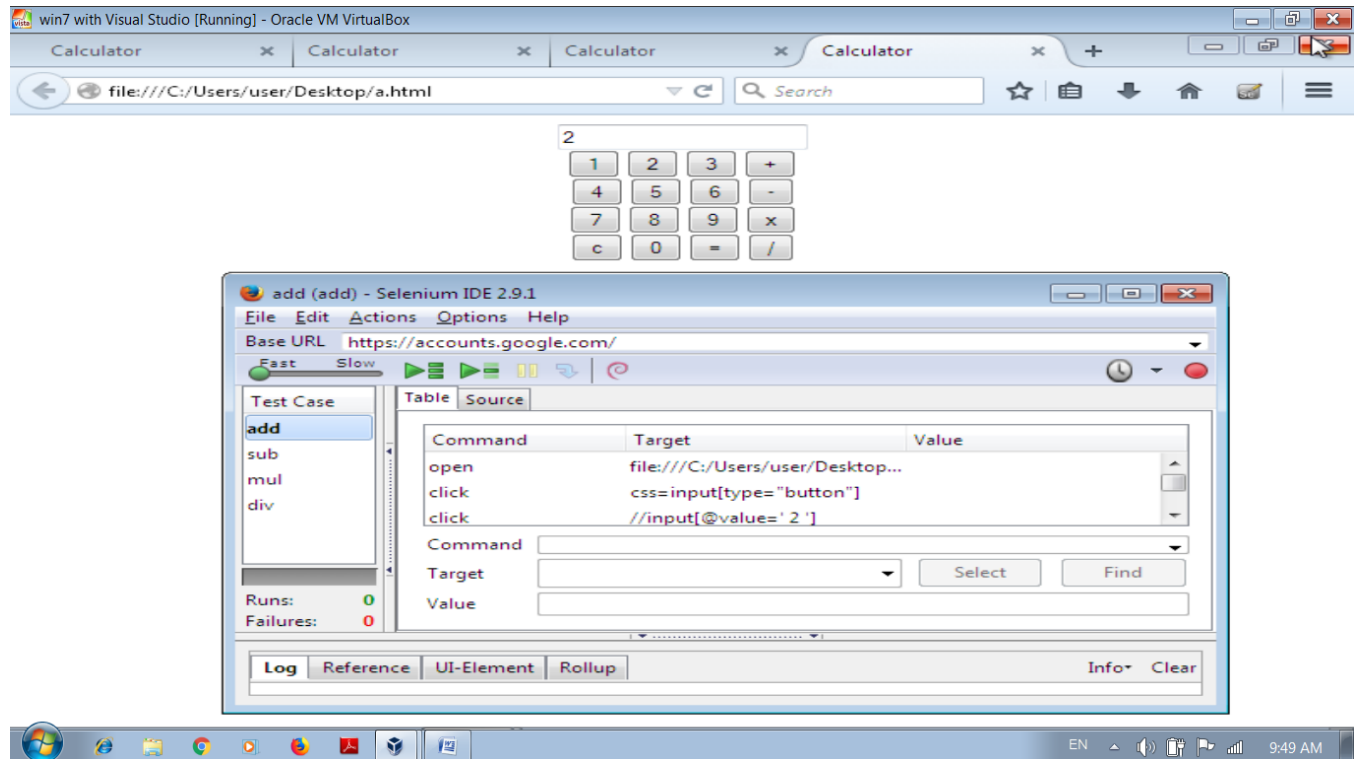 win7 with Visual Studio [Running] - Oracle VM VirtualBox
Calculator Calculator Calculator Calculator
file:///C:/Users/user/Desktop/a.html Search
2
1 2 3 +
4 5 6 -
7 8 9 x
c 0 = /
add (add) - Selenium IDE 2.9.1
File Edit Actions Options Help
Base URL https://accounts.google.com/
Fast Slow
Test Case Table Source
add Command Target Value
sub open file:///C:/Users/user/Desktop...
mul click css=input[type="button"]
div click //input[@value=' 2 ']
Command
Target Select Find
Runs: 0 Value
Failures: 0
Log Reference UI-Element Rollup Info Clear
EN 9:49 AM